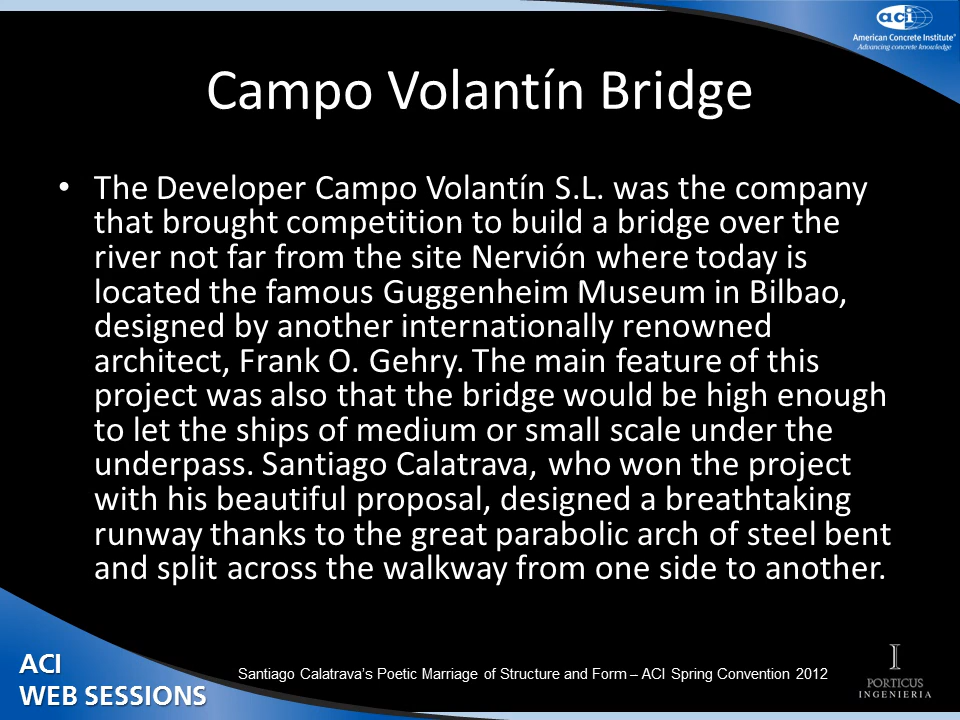 aci
American Concrete Institute®
Advancing concrete knowledge
Campo Volantín Bridge
• The Developer Campo Volantín S.L. was the company
that brought competition to build a bridge over the
river not far from the site Nervión where today is
located the famous Guggenheim Museum in Bilbao,
designed by another internationally renowned
architect, Frank O. Gehry. The main feature of this
project was also that the bridge would be high enough
to let the ships of medium or small scale under the
underpass. Santiago Calatrava, who won the project
with his beautiful proposal, designed a breathtaking
runway thanks to the great parabolic arch of steel bent
and split across the walkway from one side to another.
ACI
WEB SESSIONS
Santiago Calatrava’s Poetic Marriage of Structure and Form – ACI Spring Convention 2012
PORTICUS
INGENIERIA